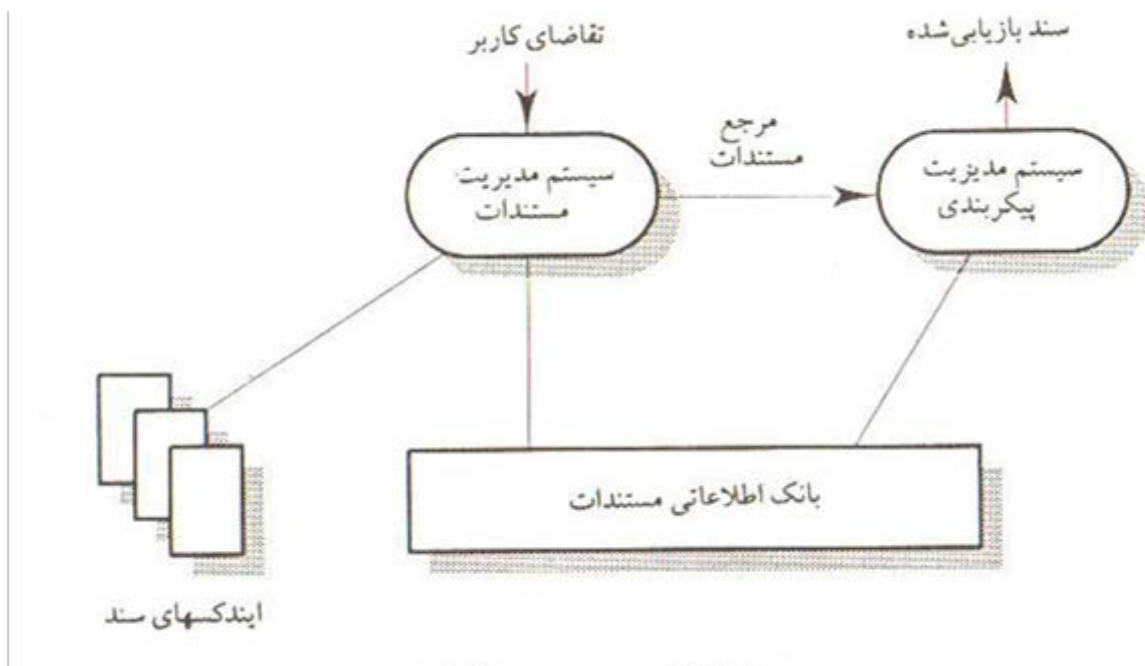 تقاضای کاربر
سند بازیابی‌شده
مرجع
مستندات
سیستم مدیریت
مستندات
سیستم مدیریت
پیکربندی
بانک اطلاعاتی مستندات
ایندکسهای سند